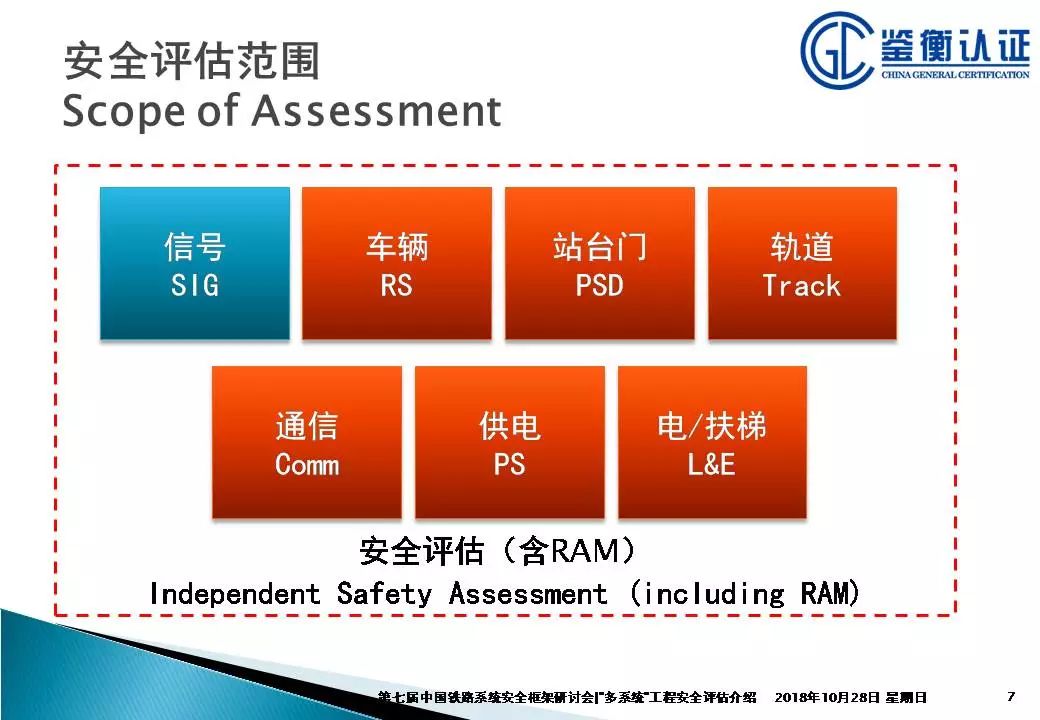 安全评估范围
Scope of Assessment
鉴衡认证
CHINA GENERAL CERTIFICATION
信号
SIG
车辆
RS
站台门
PSD
轨道
Track
通信
Comm
供电
PS
电/扶梯
L&E
安全评估（含RAM）
Independent Safety Assessment (including RAM)
第七届中国铁路系统安全框架研讨会|"多系统"工程安全评估介绍 2018年10月28日 星期日 7